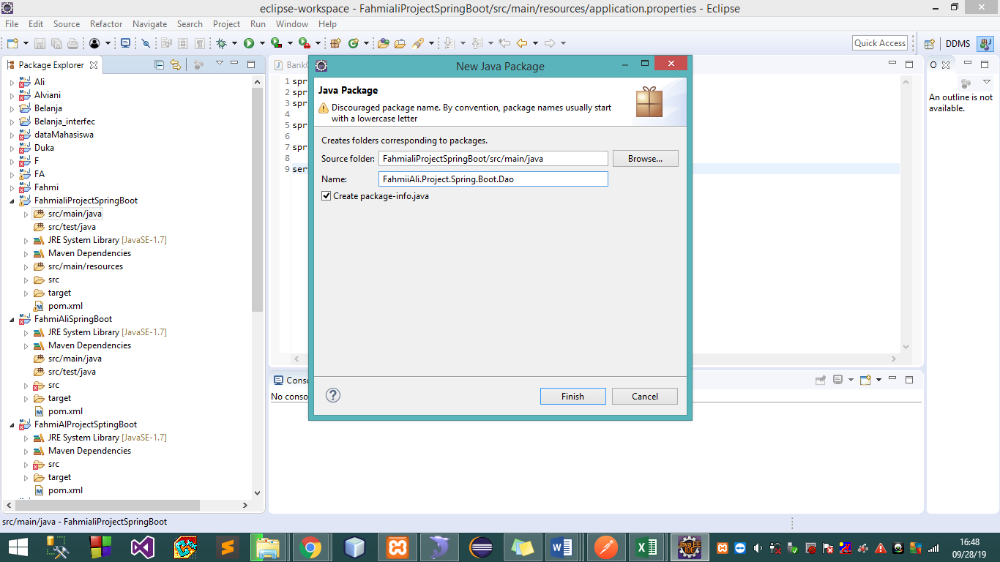 eclipse-workspace - FahmialiProjectSpringBoot/src/main/resources/application.properties - Eclipse
File Edit Source Refactor Navigate Search Project Run Window Help
Quick Access
DDMS
Package Explorer
Ali
Alviani
Belanja
Belanja_interfec
dataMahasiswa
Duka
F
FA
Fahmi
FahmialiProjectSpringBoot
src/main/java
src/test/java
JRE System Library [JavaSE-1.7]
Maven Dependencies
src/main/resources
src
target
pom.xml
FahmiAliSpringBoot
JRE System Library [JavaSE-1.7]
Maven Dependencies
src/main/java
src/test/java
src
target
pom.xml
FahmiAlProjectSptingBoot
JRE System Library [JavaSE-1.7]
Maven Dependencies
src
target
pom.xml
1 spr
2 spr
3 spr
4
5 spr
6
7 spr
8
9 ser
New Java Package
Java Package
Discouraged package name. By convention, package names usually start
with a lowercase letter
Creates folders corresponding to packages.
Source folder: FahmialiProjectSpringBoot/src/main/java Browse...
Name: FahmiiAli.Project.Spring.Boot.Dao
Create package-info.java
Finish Cancel
O
An outline is not
available.
Conso
No conso
src/main/java - FahmialiProjectSpringBoot
Java EE
IDE
16:48
09/28/19